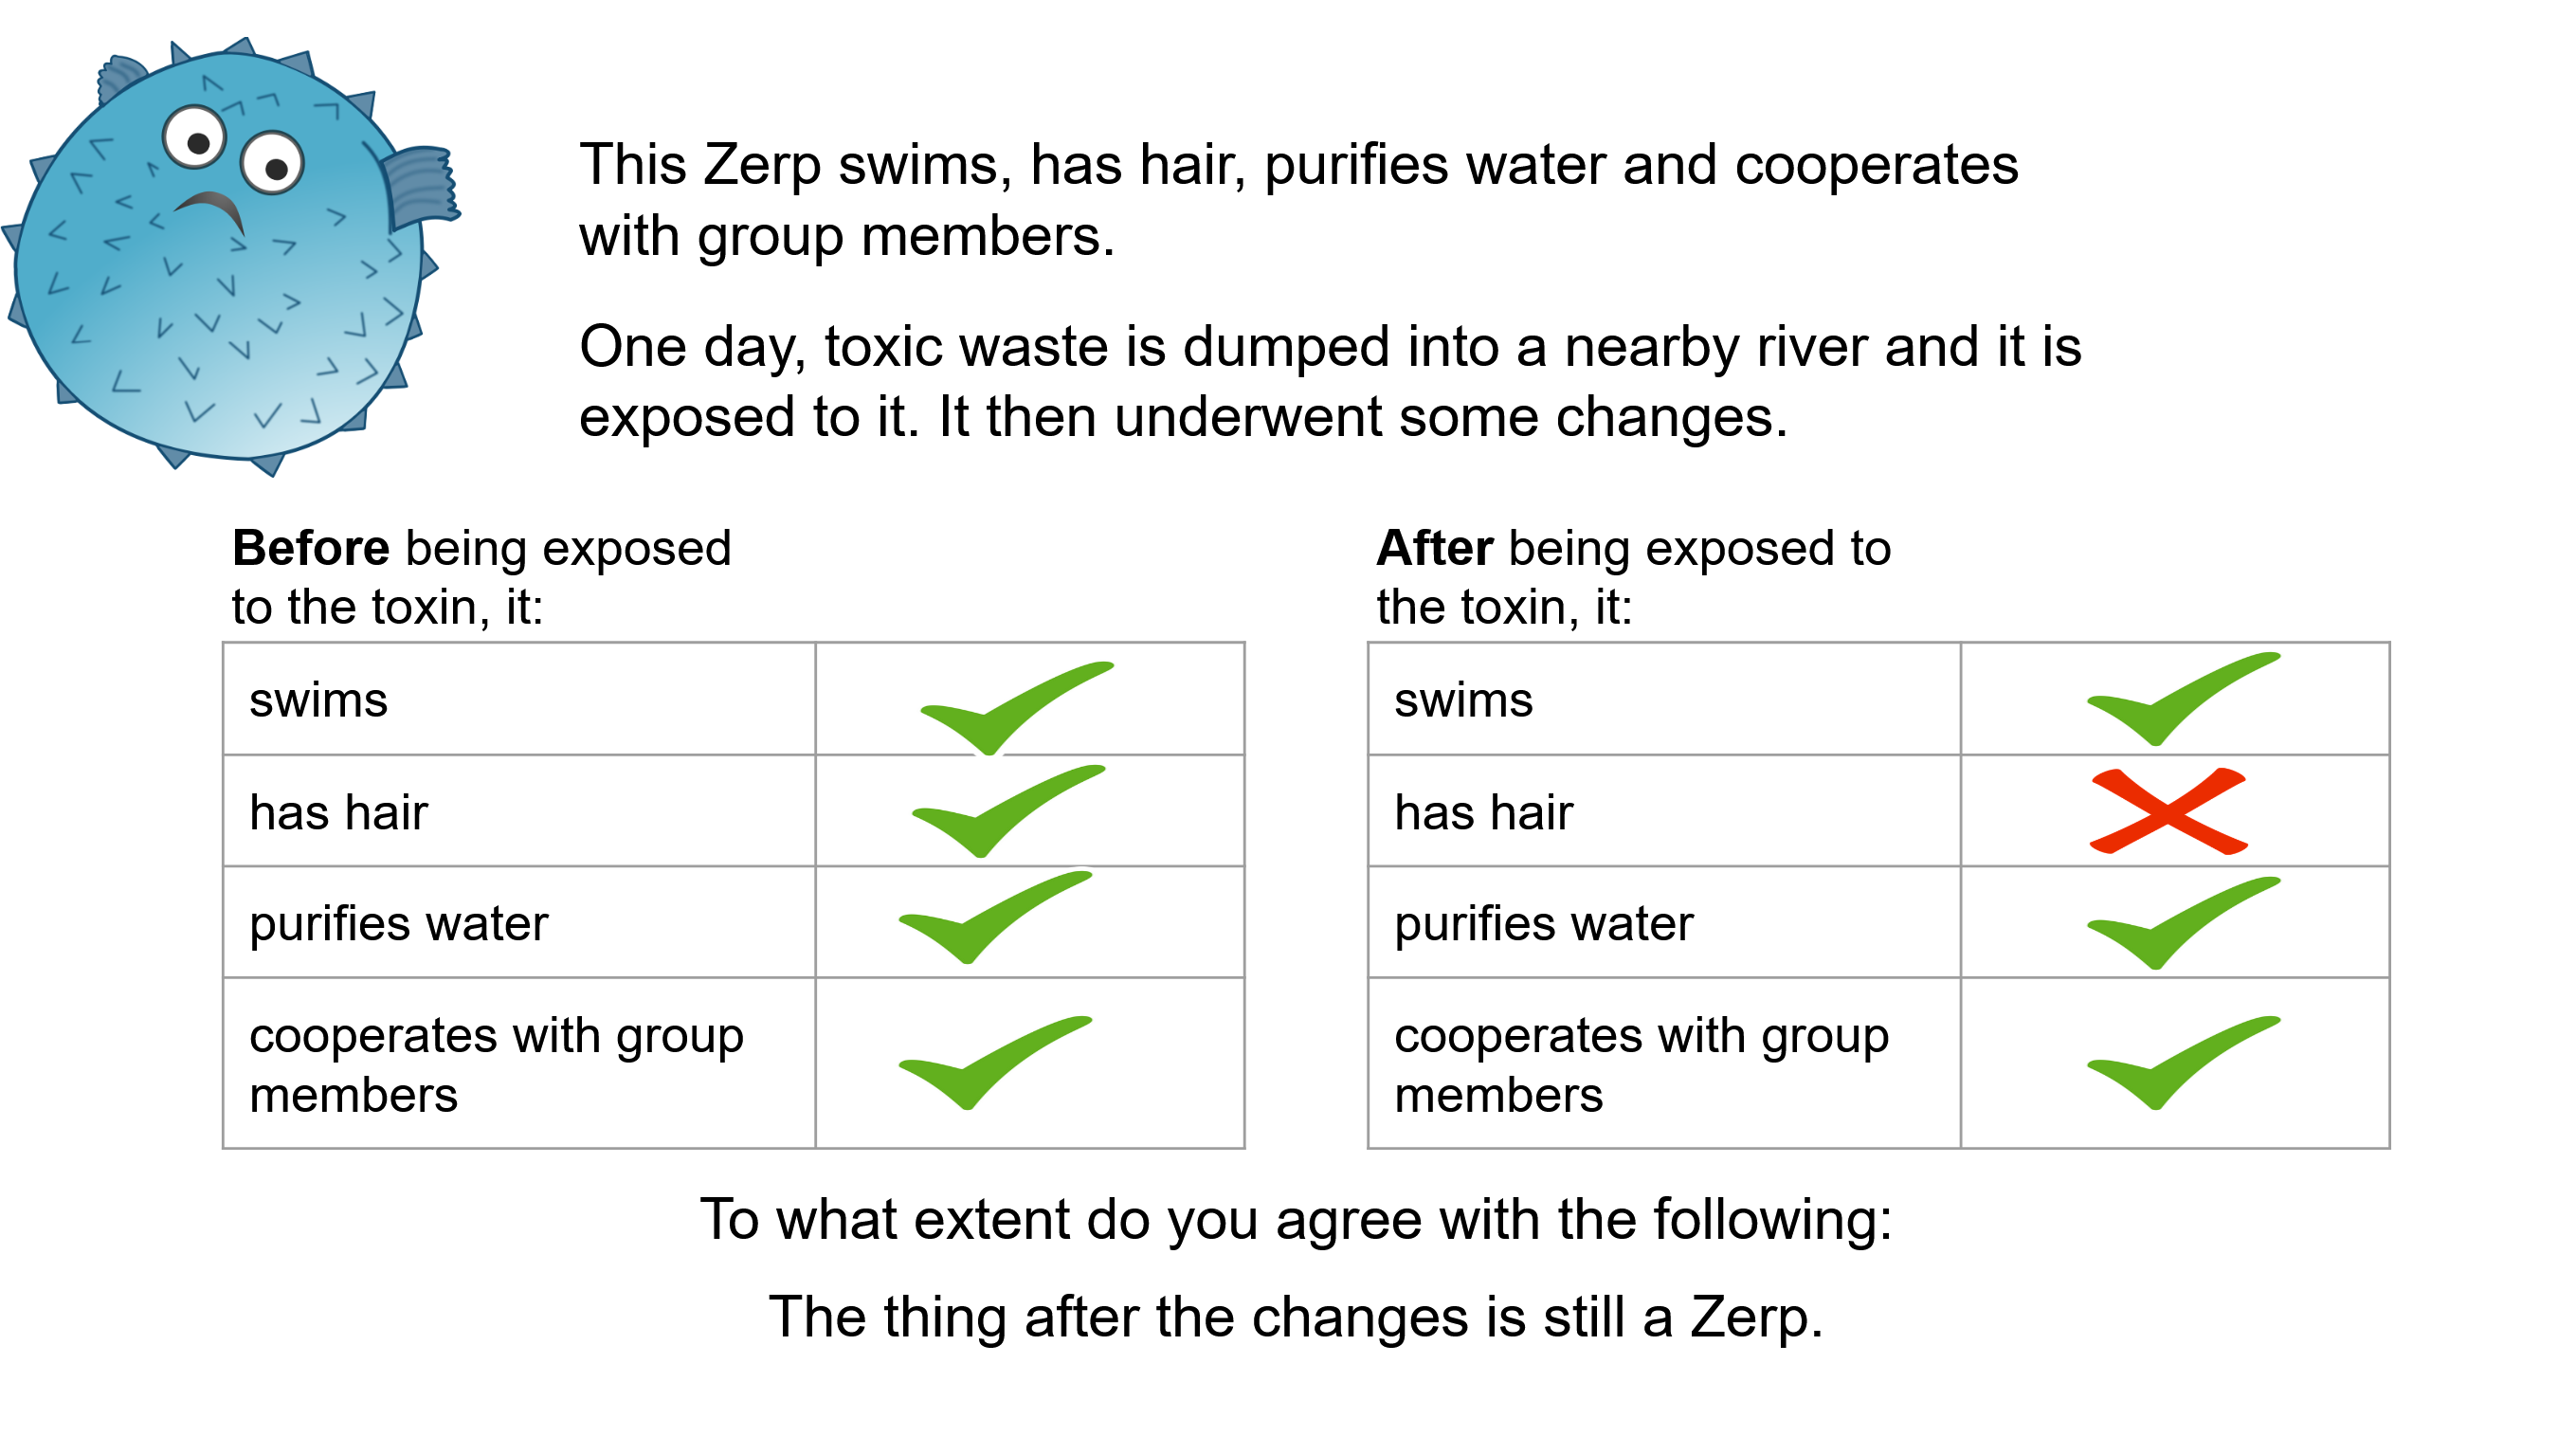 This Zerp swims, has hair, purifies water and cooperates
with group members.
One day, toxic waste is dumped into a nearby river and it is
exposed to it. It then underwent some changes.
Before being exposed
to the toxin, it:
swims
has hair
purifies water
cooperates with group
members
After being exposed to
the toxin, it:
swims
has hair
purifies water
cooperates with group
members
To what extent do you agree with the following:
The thing after the changes is still a Zerp.